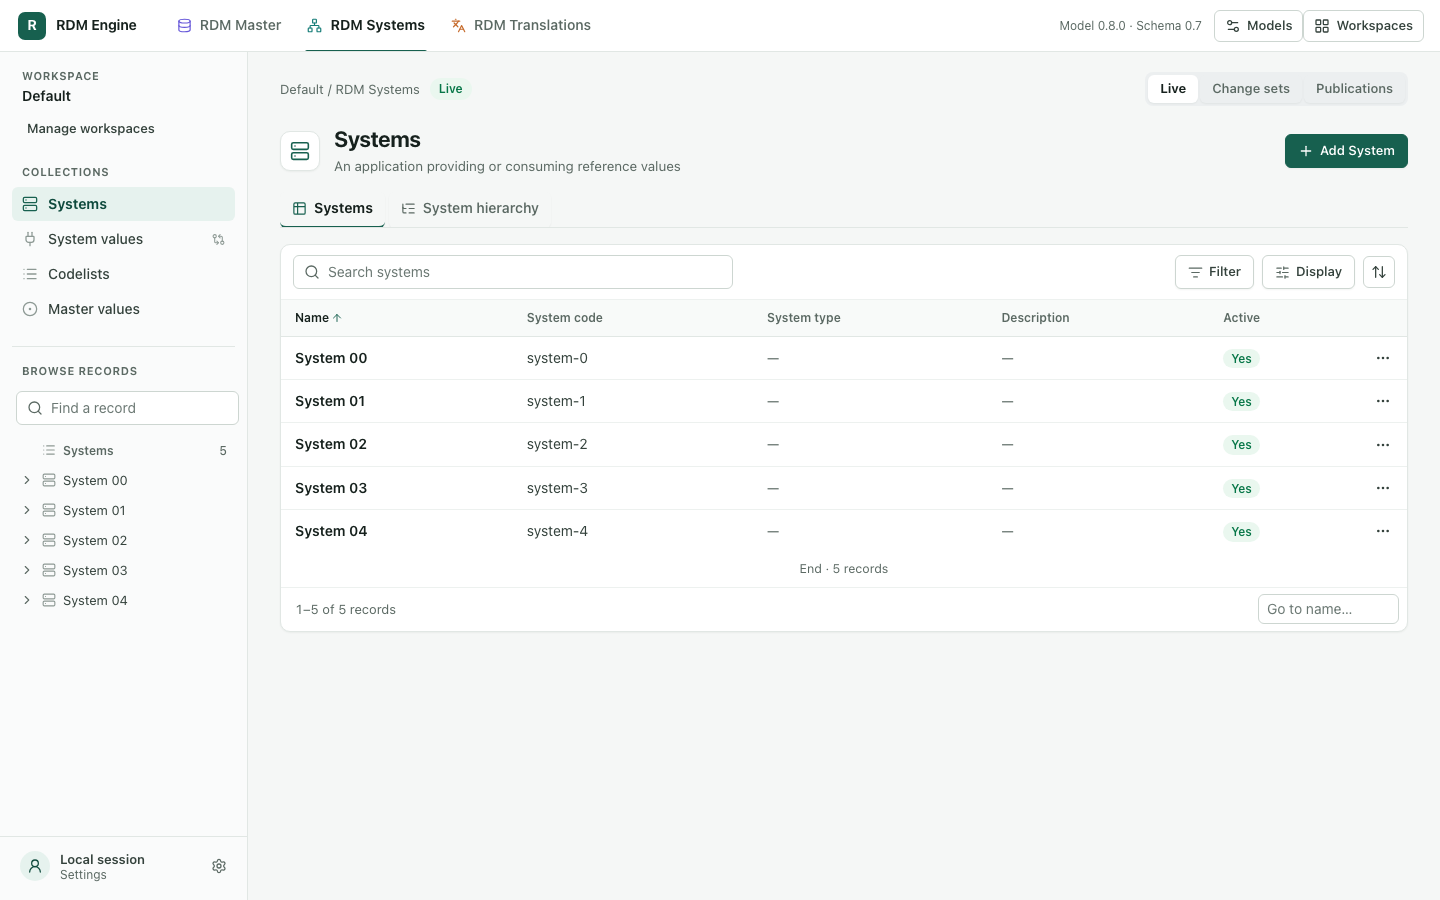 R RDM Engine RDM Master RDM Systems RDM Translations Model 0.8.0 · Schema 0.7 Models Workspaces
WORKSPACE
Default
Manage workspaces
COLLECTIONS
Systems
System values
Codelists
Master values
BROWSE RECORDS
Find a record
Systems 5
System 00
System 01
System 02
System 03
System 04
Local session
Settings
Default / RDM Systems Live Live Change sets Publications
Systems
An application providing or consuming reference values
Add System
Systems System hierarchy
Search systems Filter Display
Name ↑ System code System type Description Active
System 00 system-0 — — Yes ···
System 01 system-1 — — Yes ···
System 02 system-2 — — Yes ···
System 03 system-3 — — Yes ···
System 04 system-4 — — Yes ···
End · 5 records
1–5 of 5 records Go to name...